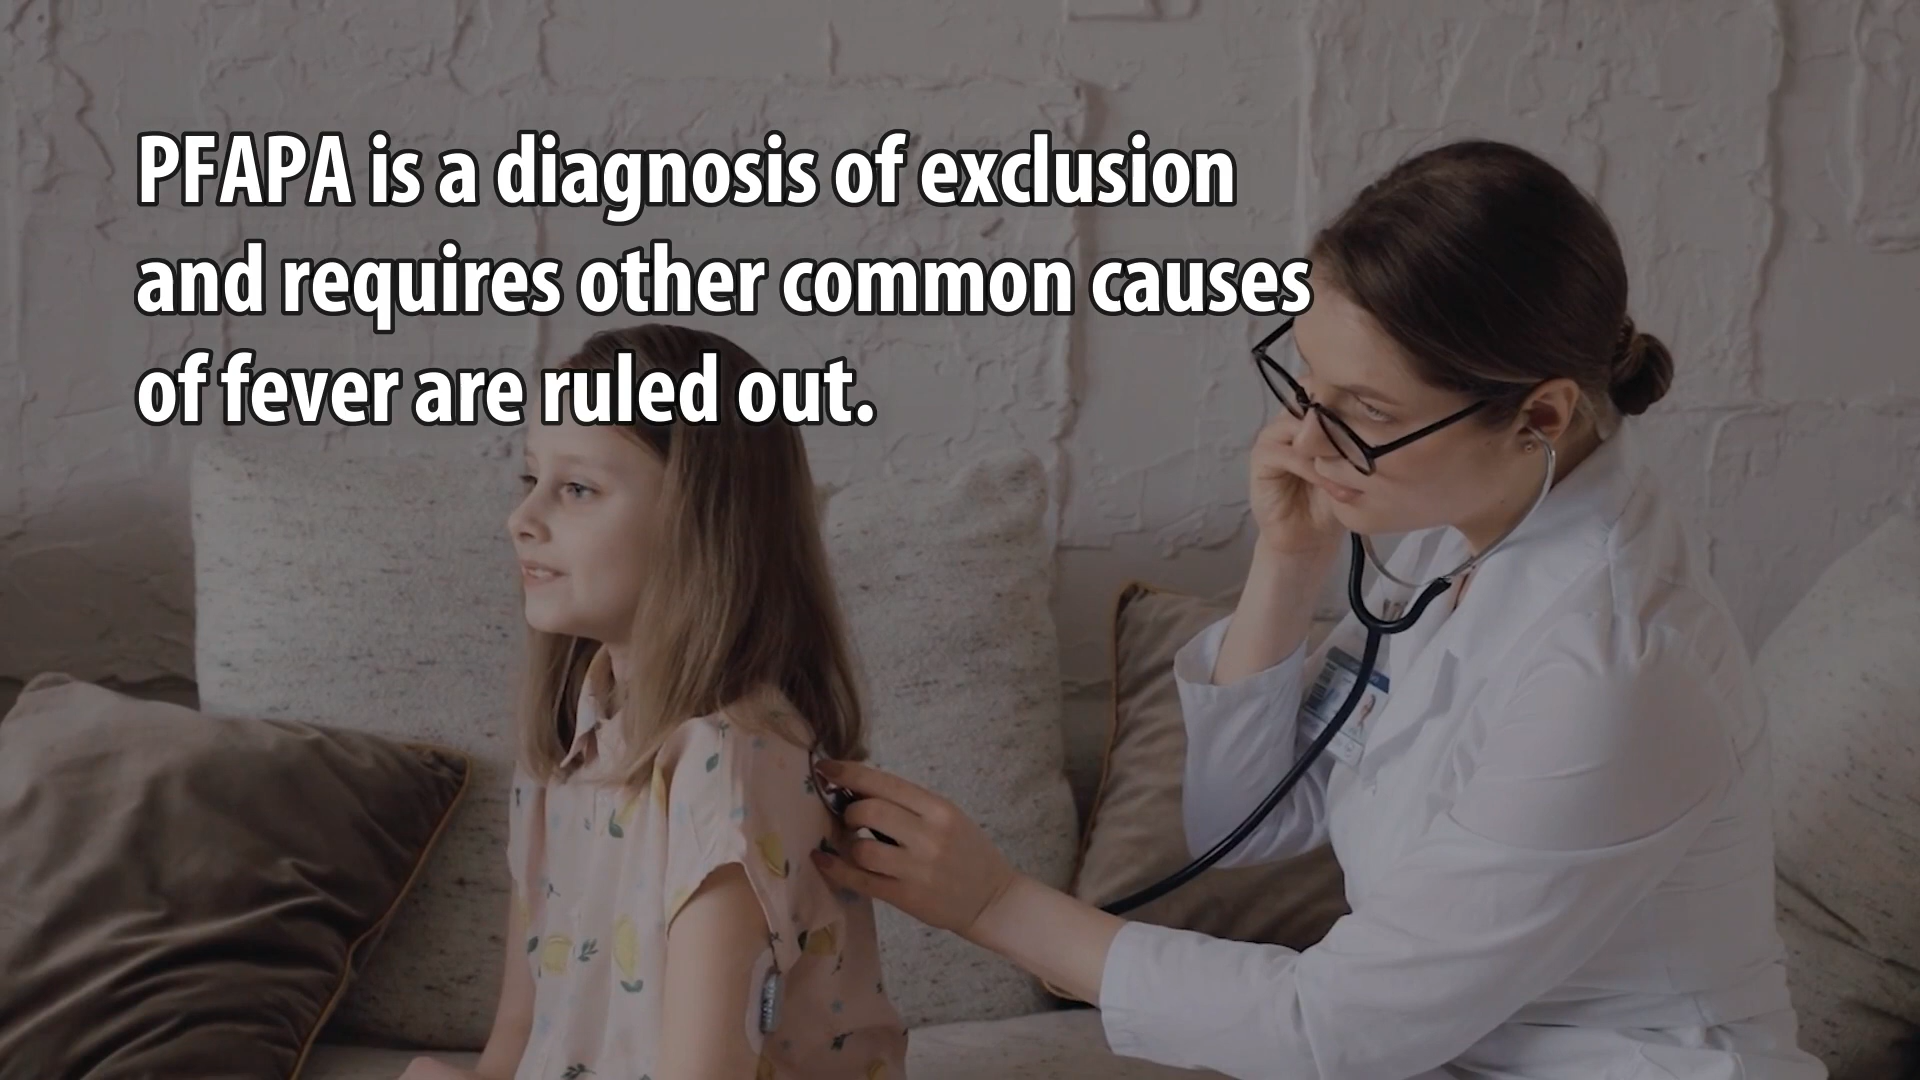 PFAPA is a diagnosis of exclusion
and requires other common causes
of fever are ruled out.